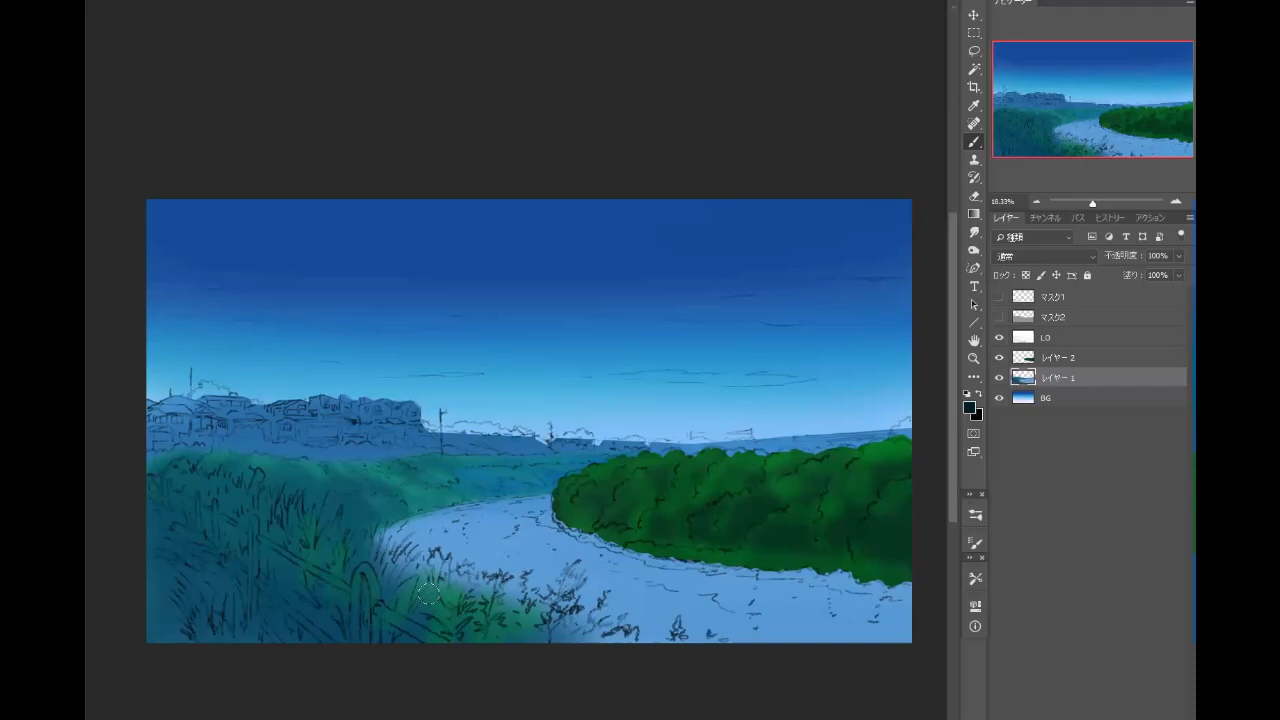 ナビゲーター
18.33%
レイヤー チャンネル パス ヒストリー アクション
種類
通常 不透明度: 100%
ロック: 塗り: 100%
マスク1
マスク2
LO
レイヤー 2
レイヤー 1
BG